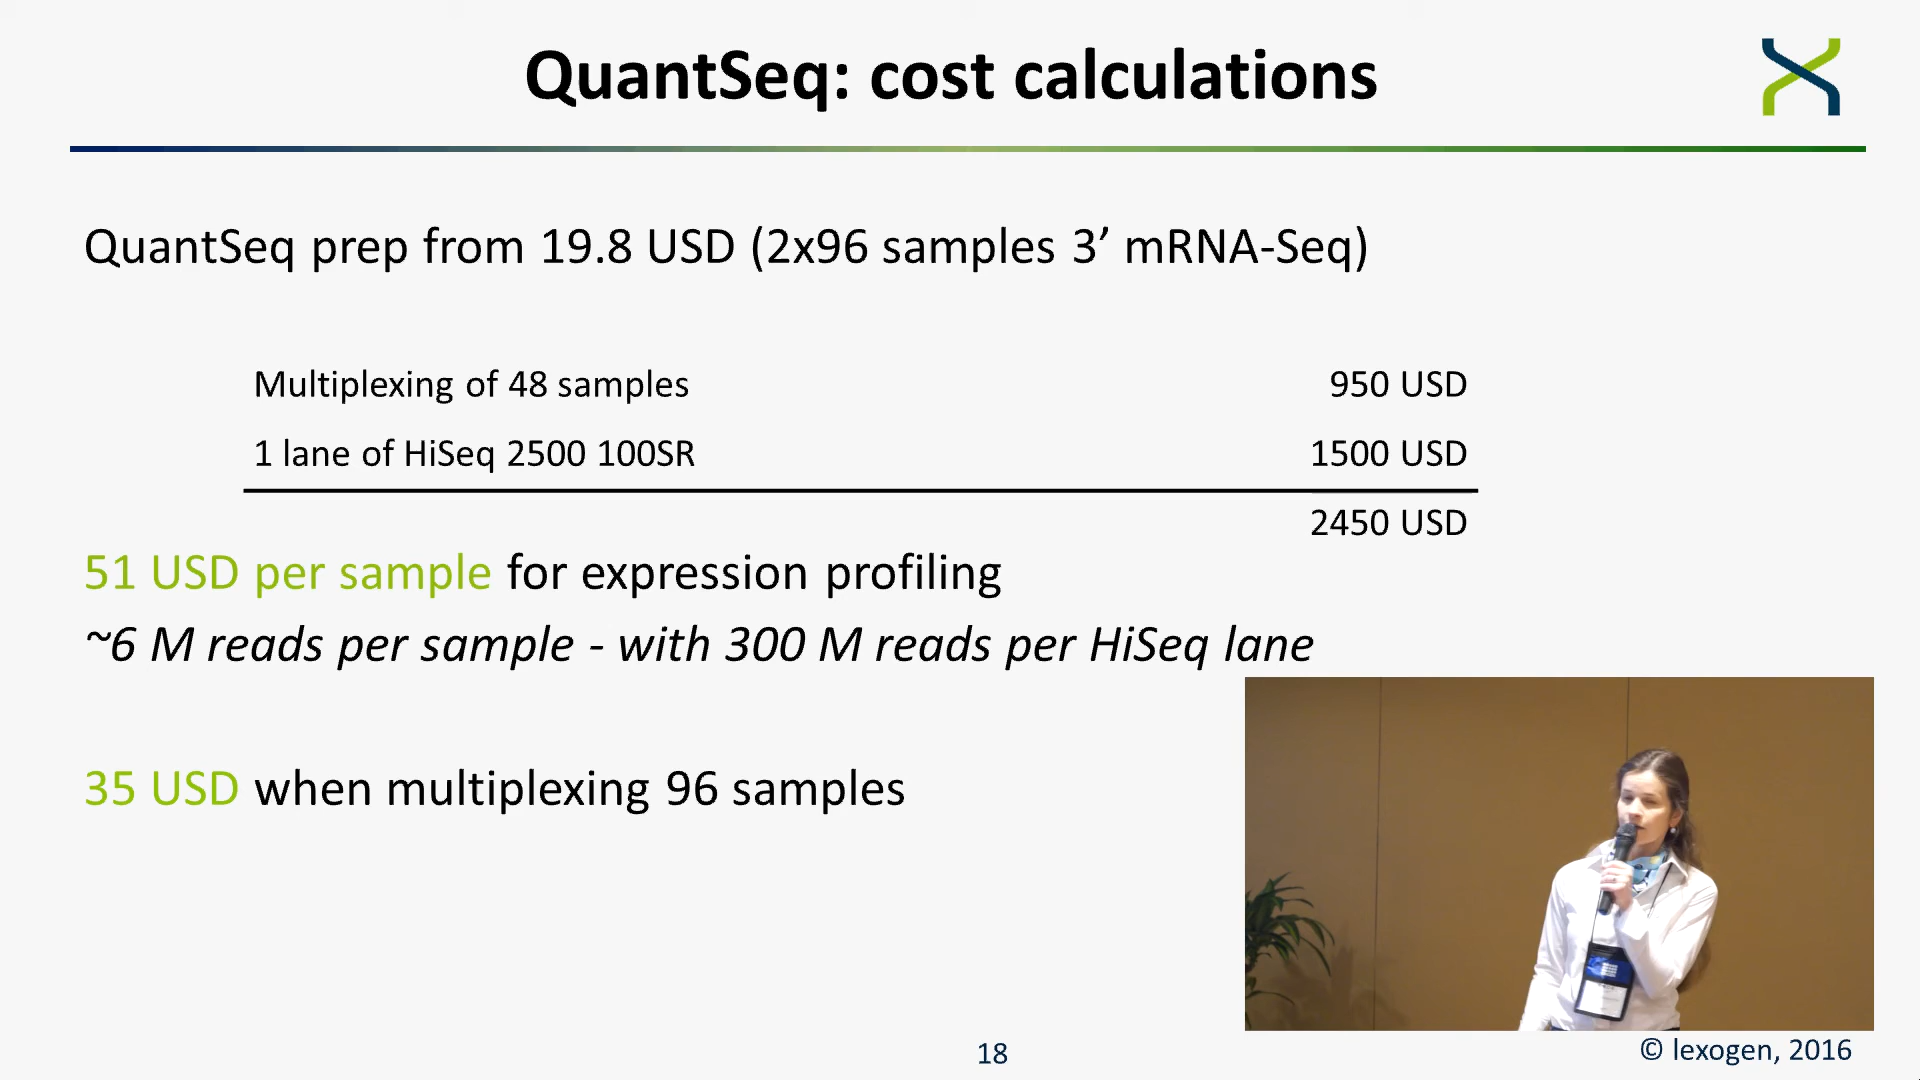 QuantSeq: cost calculations
QuantSeq prep from 19.8 USD (2x96 samples 3’ mRNA-Seq)
Multiplexing of 48 samples 950 USD
1 lane of HiSeq 2500 100SR 1500 USD
2450 USD
51 USD per sample for expression profiling
~6 M reads per sample - with 300 M reads per HiSeq lane
35 USD when multiplexing 96 samples
18
© lexogen, 2016